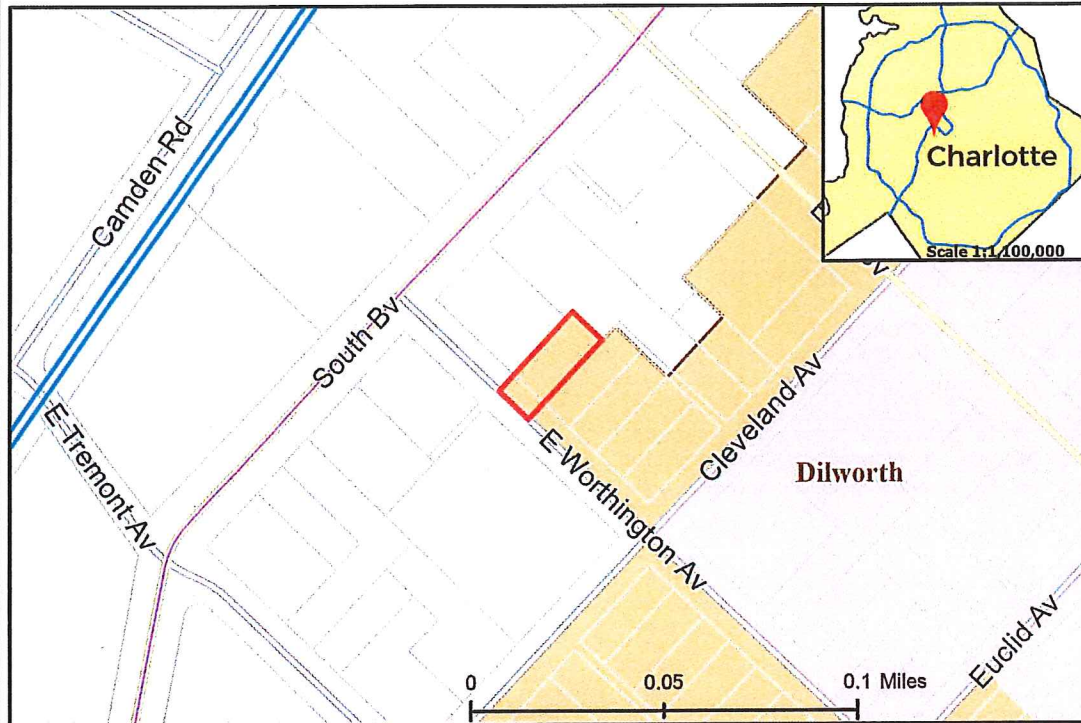 Camden Rd
South Bv
E Tremont Av
E Worthington Av
Cleveland Av
Dilworth
Euclid Av
Charlotte
Scale 1:1,100,000
0
0.05
0.1 Miles